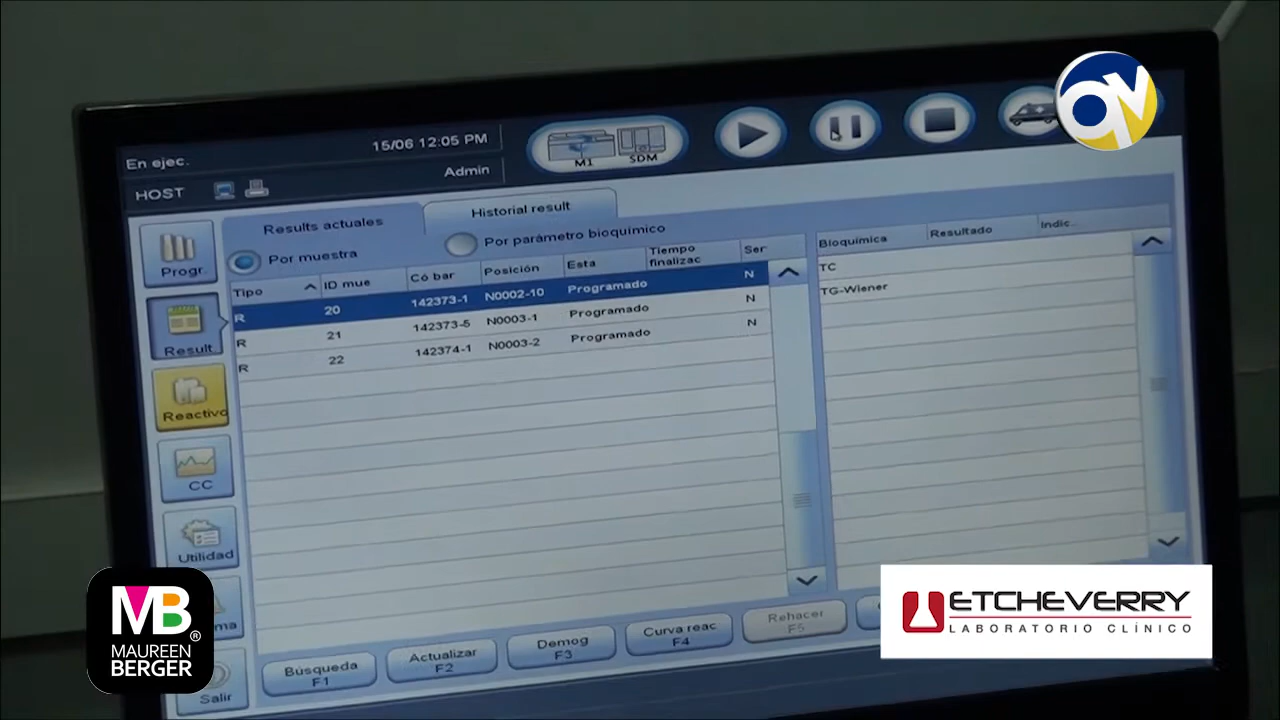 En ejec.
15/06 12:05 PM
M1
SDM
HOST
Admin
Results actuales
Historial result
Por muestra
Por parámetro bioquímico
Tipo
ID mue
Có bar
Posición
Esta
Tiempo finalizac
Ser
R 20 142373-1 N0002-10 Programado N
R 21 142373-5 N0003-1 Programado N
R 22 142374-1 N0003-2 Programado N
Bioquímica
Resultado
Indic..
TC
TG-Wiener
Progr.
Result.
Reactivo
CC
Utilidad
Salir
Búsqueda
F1
Actualizar
F2
Demog
F3
Curva reac
F4
Rehacer
F5
MB®
MAUREEN
BERGER
ETCHEVERRY
LABORATORIO CLÍNICO